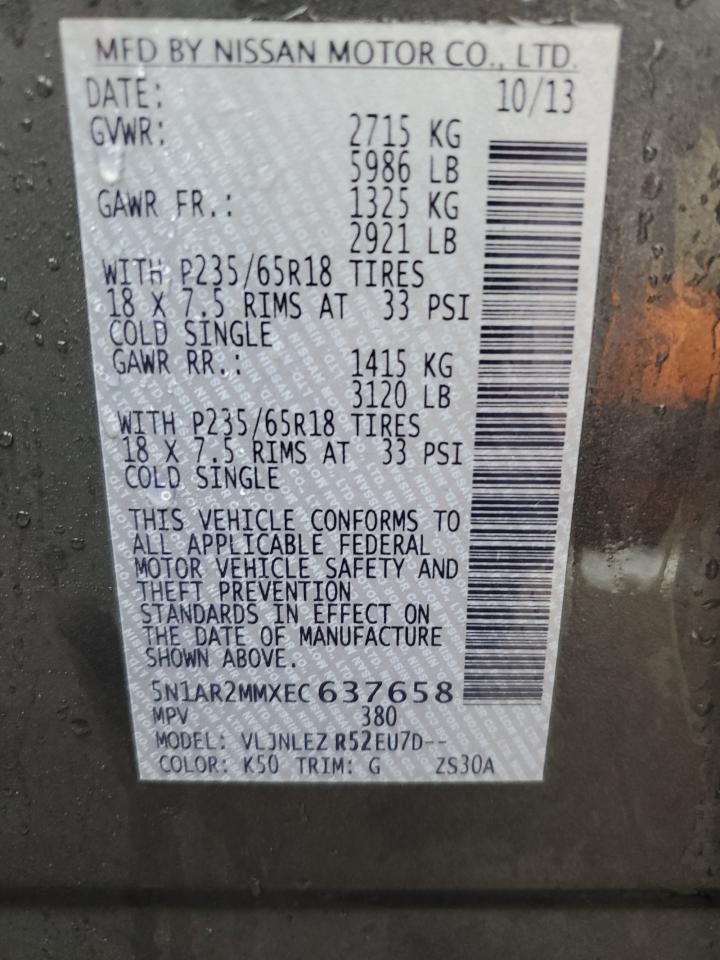 MFD BY NISSAN MOTOR CO., LTD.
DATE: 10/13
GVWR: 2715 KG
5986 LB
GAWR FR.: 1325 KG
2921 LB
WITH P235/65R18 TIRES
18 X 7.5 RIMS AT 33 PSI
COLD SINGLE
GAWR RR.: 1415 KG
3120 LB
WITH P235/65R18 TIRES
18 X 7.5 RIMS AT 33 PSI
COLD SINGLE
THIS VEHICLE CONFORMS TO
ALL APPLICABLE FEDERAL
MOTOR VEHICLE SAFETY AND
THEFT PREVENTION
STANDARDS IN EFFECT ON
THE DATE OF MANUFACTURE
SHOWN ABOVE.
5N1AR2MMXEC637658
MPV 380
MODEL: VLJNLEZ R52EU7D--
COLOR: K50 TRIM: G ZS30A